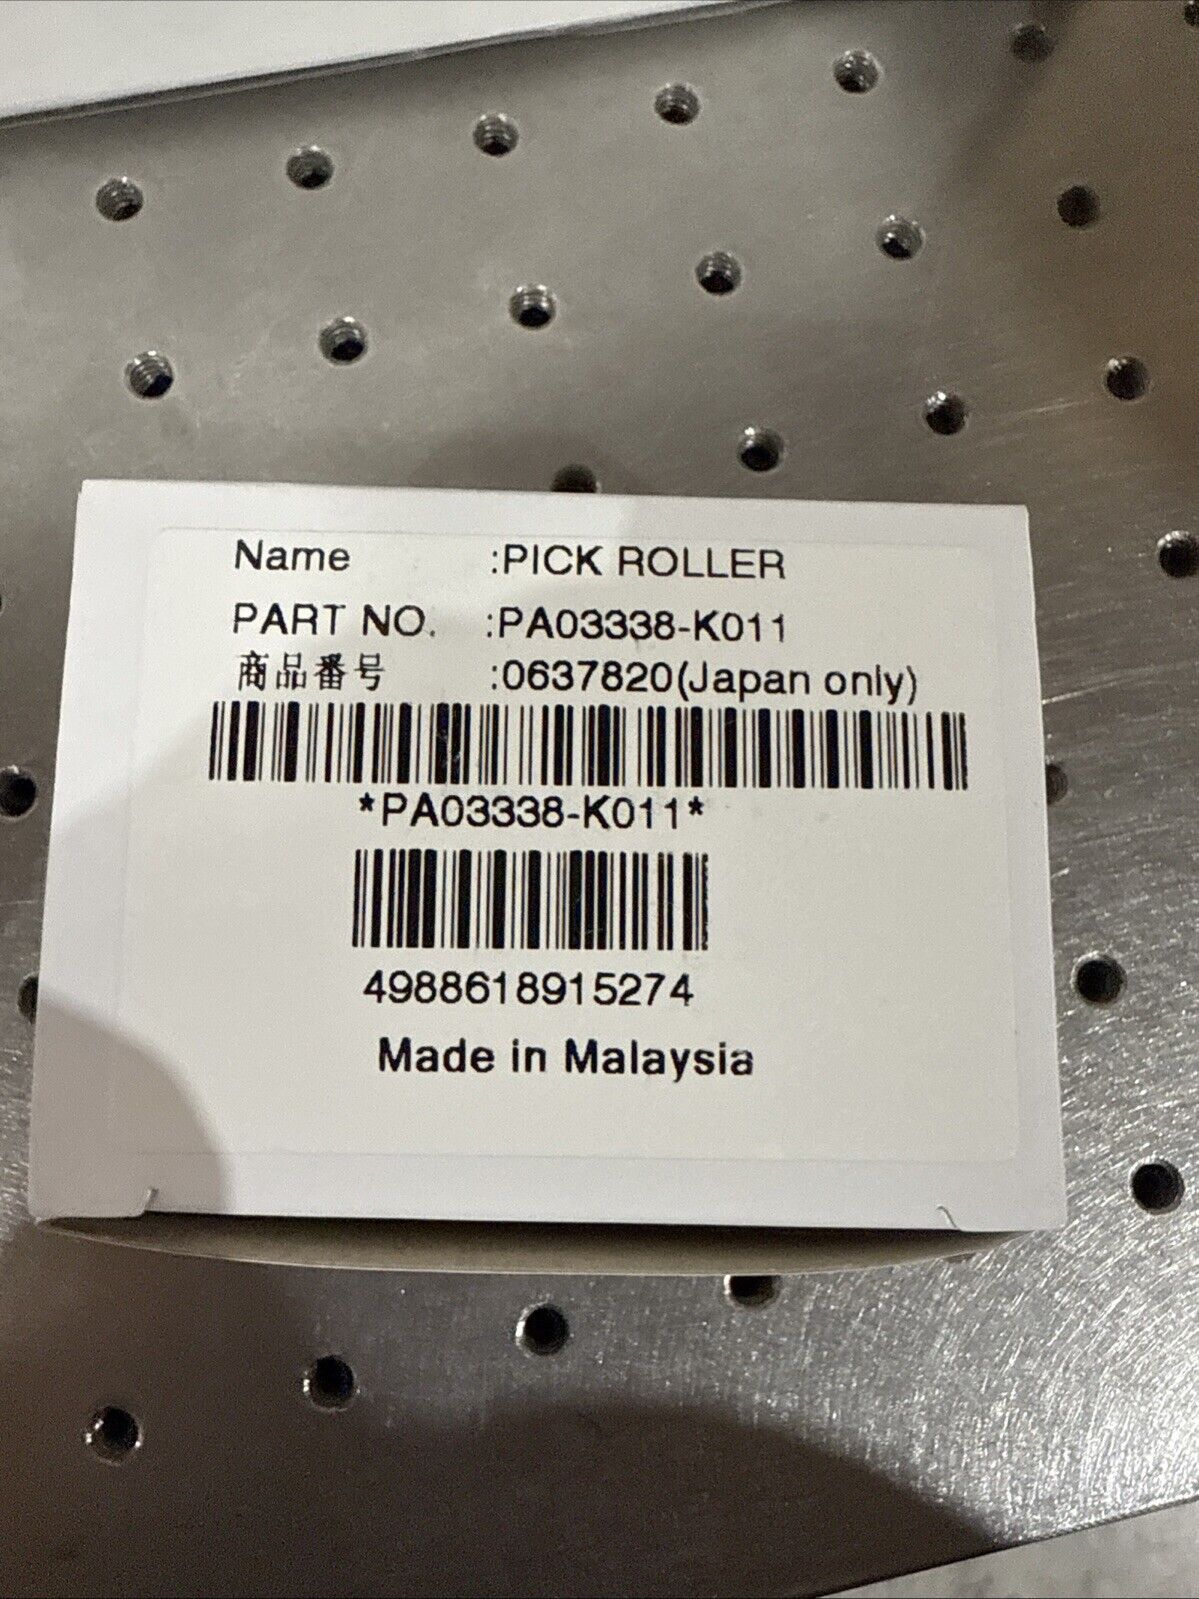 Name :PICK ROLLER
PART NO. :PA03338-K011
商品番号 :0637820(Japan only)
*PA03338-K011*
4988618915274
Made in Malaysia